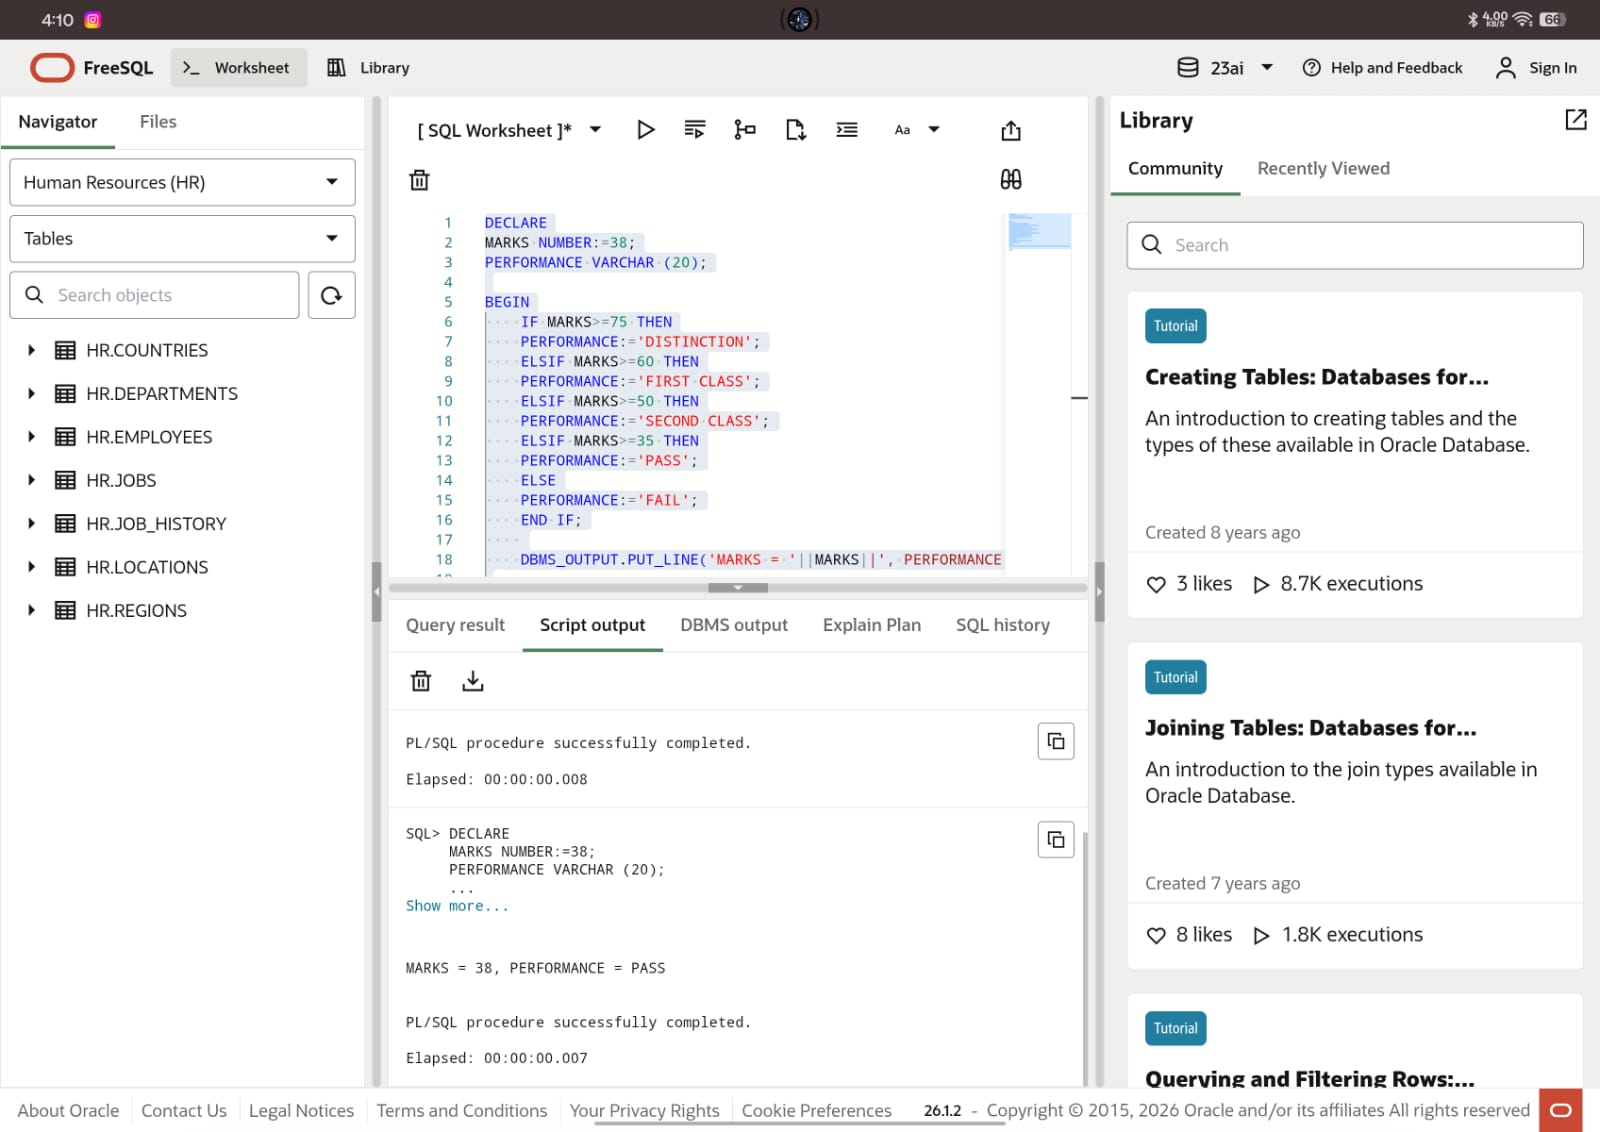 4:10
4.00
KB/S
66
FreeSQL
Worksheet
Library
23ai
Help and Feedback
Sign In
Navigator
Files
Human Resources (HR)
Tables
Search objects
HR.COUNTRIES
HR.DEPARTMENTS
HR.EMPLOYEES
HR.JOBS
HR.JOB_HISTORY
HR.LOCATIONS
HR.REGIONS
[ SQL Worksheet ]*
Aa
1 DECLARE
2 MARKS NUMBER:=38;
3 PERFORMANCE VARCHAR (20);
4
5 BEGIN
6 IF MARKS>=75 THEN
7 PERFORMANCE:='DISTINCTION';
8 ELSIF MARKS>=60 THEN
9 PERFORMANCE:='FIRST CLASS';
10 ELSIF MARKS>=50 THEN
11 PERFORMANCE:='SECOND CLASS';
12 ELSIF MARKS>=35 THEN
13 PERFORMANCE:='PASS';
14 ELSE
15 PERFORMANCE:='FAIL';
16 END IF;
17
18 DBMS_OUTPUT.PUT_LINE('MARKS = '||MARKS||', PERFORMANCE
Query result
Script output
DBMS output
Explain Plan
SQL history
PL/SQL procedure successfully completed.
Elapsed: 00:00:00.008
SQL> DECLARE
MARKS NUMBER:=38;
PERFORMANCE VARCHAR (20);
...
Show more...
MARKS = 38, PERFORMANCE = PASS
PL/SQL procedure successfully completed.
Elapsed: 00:00:00.007
Library
Community
Recently Viewed
Search
Tutorial
Creating Tables: Databases for...
An introduction to creating tables and the
types of these available in Oracle Database.
Created 8 years ago
3 likes
8.7K executions
Tutorial
Joining Tables: Databases for...
An introduction to the join types available in
Oracle Database.
Created 7 years ago
8 likes
1.8K executions
Tutorial
Querying and Filtering Rows:...
About Oracle
Contact Us
Legal Notices
Terms and Conditions
Your Privacy Rights
Cookie Preferences
26.1.2 - Copyright © 2015, 2026 Oracle and/or its affiliates All rights reserved